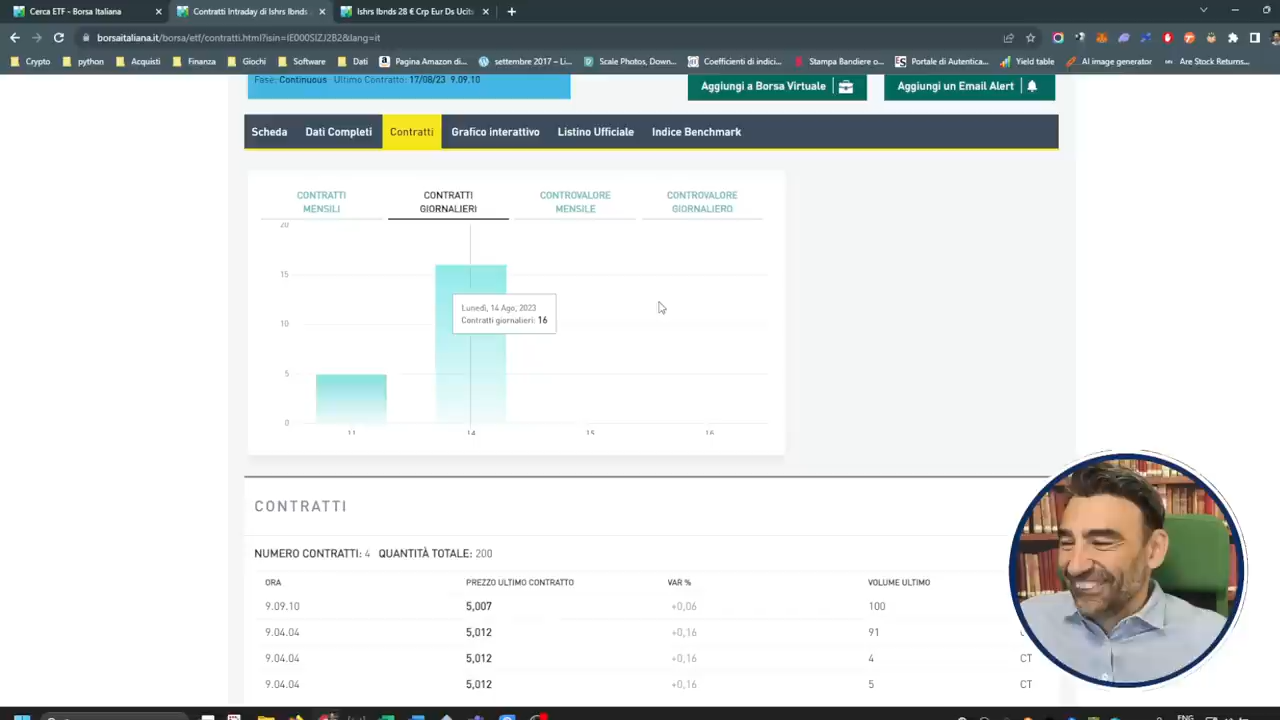 Cerca ETF - Borsa Italiana
Contratti Intraday di Ishrs Ibnds
Ishrs Ibnds 28 € Crp Eur Ds Ucits
borsaitaliana.it/borsa/etf/contratti.html?isin=IE000SIZJ2B2&lang=it
Crypto python Acquisti Finanza Giochi Software Dati Pagina Amazon di... settembre 2017 – Li... Scale Photos, Down... Coefficienti di indici... Stampa Bandiere o... Portale di Autentica... Yield table AI image generator Are Stock Returns...
Fase: Continuous Ultimo Contratto: 17/08/23 9.09.10
Aggiungi a Borsa Virtuale
Aggiungi un Email Alert
Scheda Dati Completi Contratti Grafico interattivo Listino Ufficiale Indice Benchmark
CONTRATTI MENSILI
CONTRATTI GIORNALIERI
CONTROVALORE MENSILE
CONTROVALORE GIORNALIERO
20
15
10
5
0
Lunedì, 14 Ago, 2023
Contratti giornalieri: 16
11 14 15 16
CONTRATTI
NUMERO CONTRATTI: 4 QUANTITÀ TOTALE: 200
ORA PREZZO ULTIMO CONTRATTO VAR % VOLUME ULTIMO
9.09.10 5,007 +0,06 100
9.04.04 5,012 +0,16 91
9.04.04 5,012 +0,16 4 CT
9.04.04 5,012 +0,16 5 CT
ENG